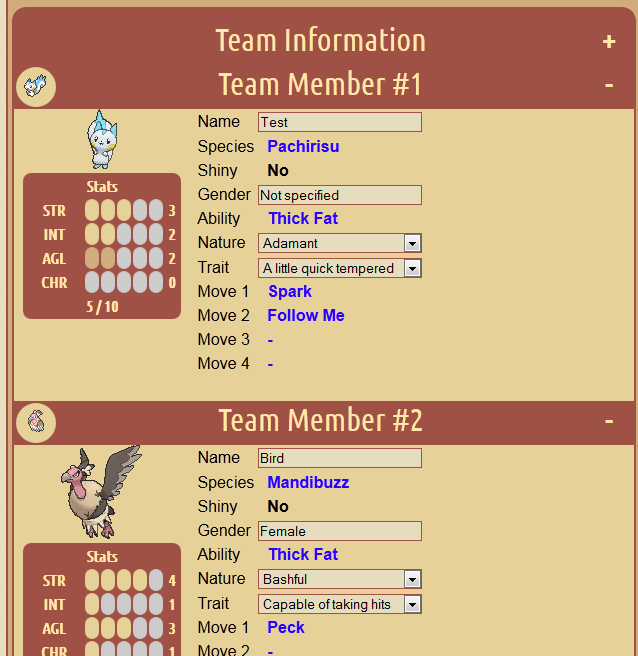 Team Information +
Team Member #1 -
Name Test
Species Pachirisu
Shiny No
Gender Not specified
Ability Thick Fat
Nature Adamant
Trait A little quick tempered
Move 1 Spark
Move 2 Follow Me
Move 3 -
Move 4 -
Stats
STR 3
INT 2
AGL 2
CHR 0
5 / 10
Team Member #2 -
Name Bird
Species Mandibuzz
Shiny No
Gender Female
Ability Thick Fat
Nature Bashful
Trait Capable of taking hits
Move 1 Peck
Move 2 -
Stats
STR 4
INT 1
AGL 3
CHR 1